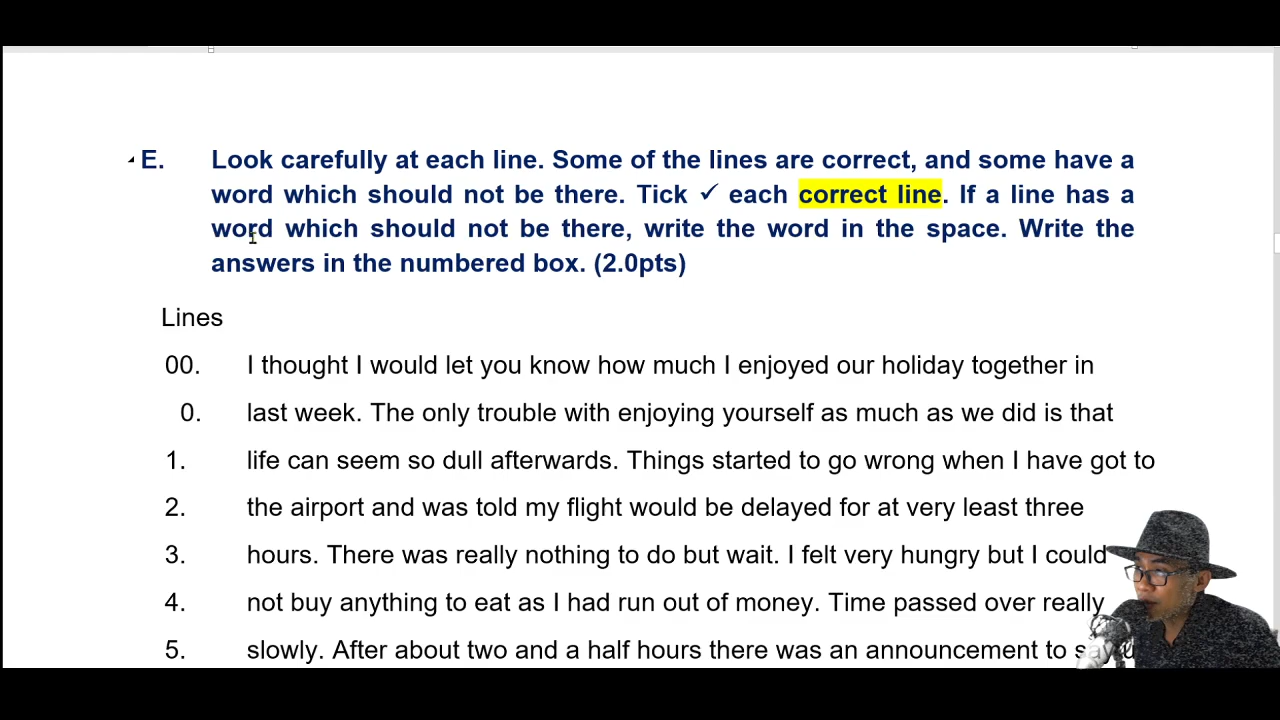 E. Look carefully at each line. Some of the lines are correct, and some have a
word which should not be there. Tick ✓ each correct line. If a line has a
word which should not be there, write the word in the space. Write the
answers in the numbered box. (2.0pts)
Lines
00. I thought I would let you know how much I enjoyed our holiday together in
0. last week. The only trouble with enjoying yourself as much as we did is that
1. life can seem so dull afterwards. Things started to go wrong when I have got to
2. the airport and was told my flight would be delayed for at very least three
3. hours. There was really nothing to do but wait. I felt very hungry but I could
4. not buy anything to eat as I had run out of money. Time passed over really
5. slowly. After about two and a half hours there was an announcement to say